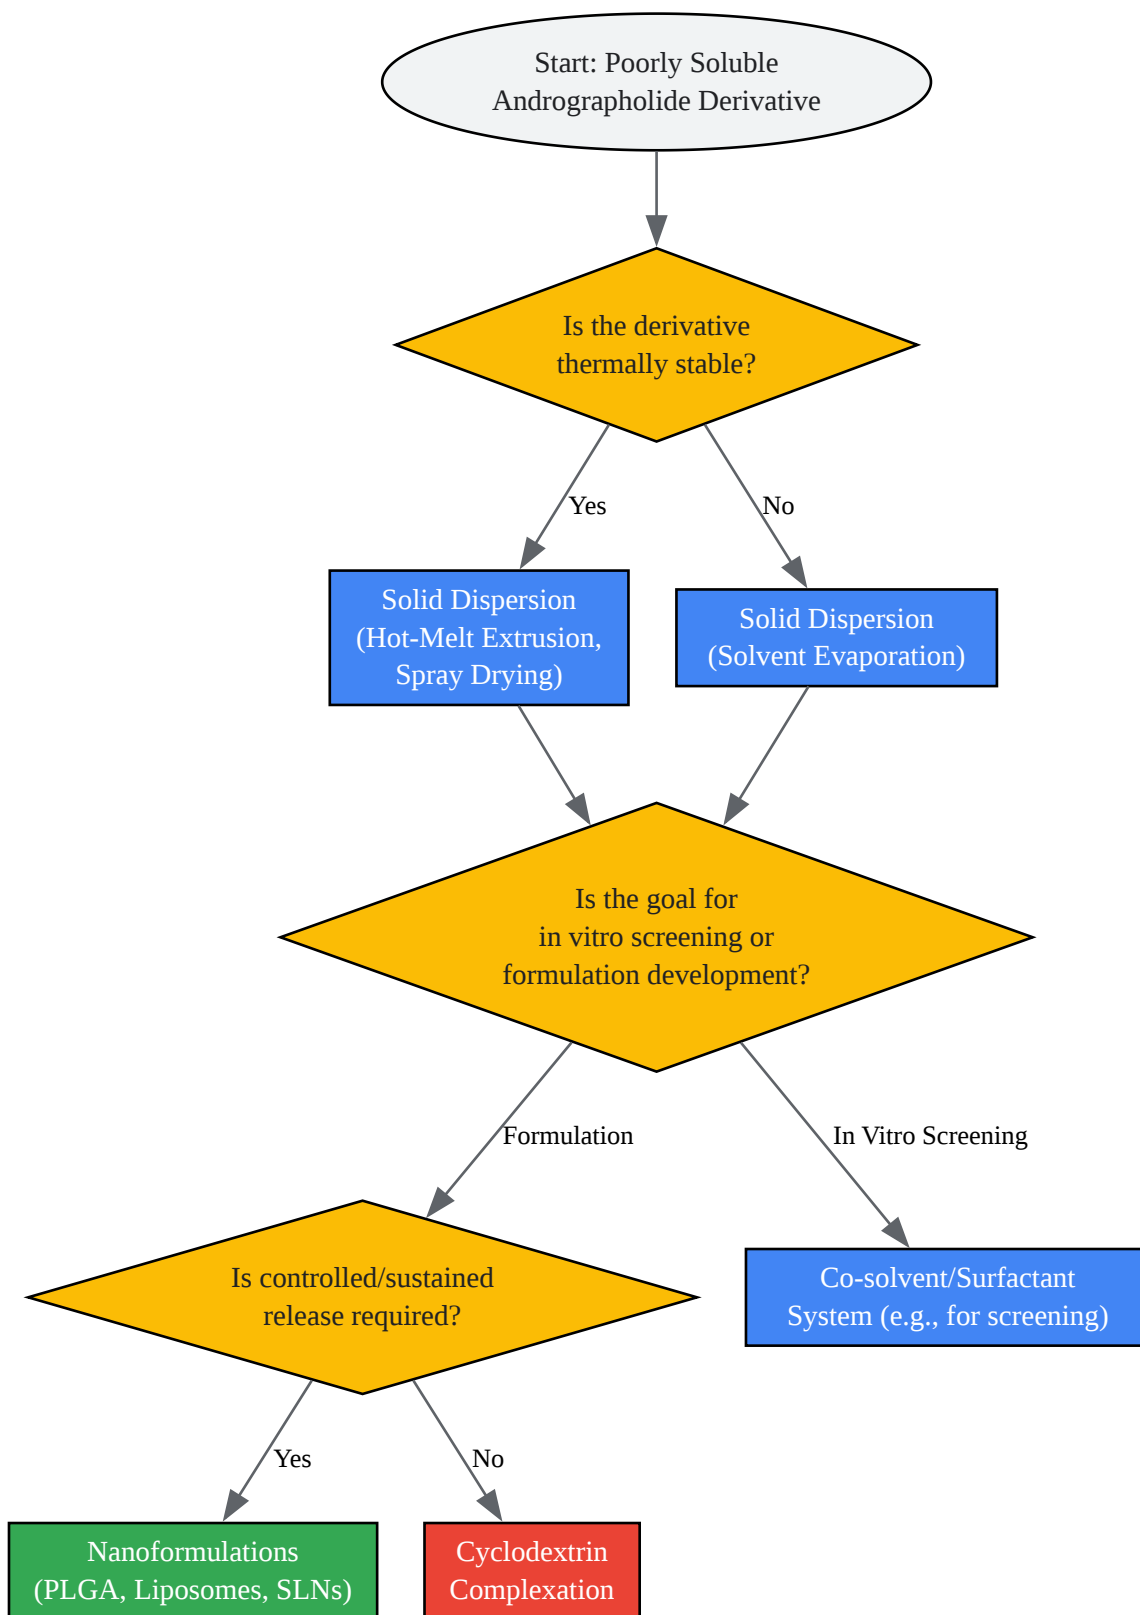 Start: Poorly Soluble
Andrographolide Derivative
Is the derivative
thermally stable?
Yes
No
Solid Dispersion
(Hot-Melt Extrusion,
Spray Drying)
Solid Dispersion
(Solvent Evaporation)
Is the goal for
in vitro screening or
formulation development?
Formulation
In Vitro Screening
Is controlled/sustained
release required?
Co-solvent/Surfactant
System (e.g., for screening)
Yes
No
Nanoformulations
(PLGA, Liposomes, SLNs)
Cyclodextrin
Complexation